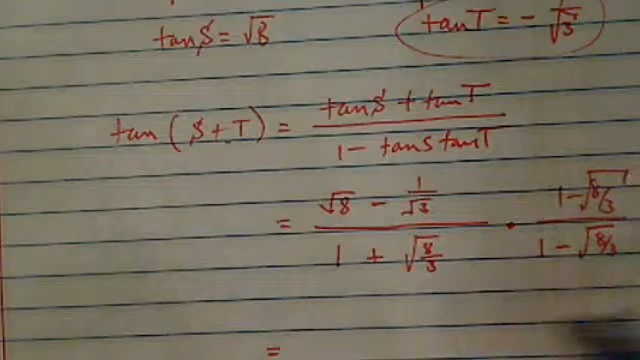 tan S = √8 tan T = - 1/√3
tan (S + T) = (tan S + tan T)/(1 - tan S tan T)
= (√8 - 1/√3)/(1 + √(8/3)) · (1 - √(8/3))/(1 - √(8/3))
=